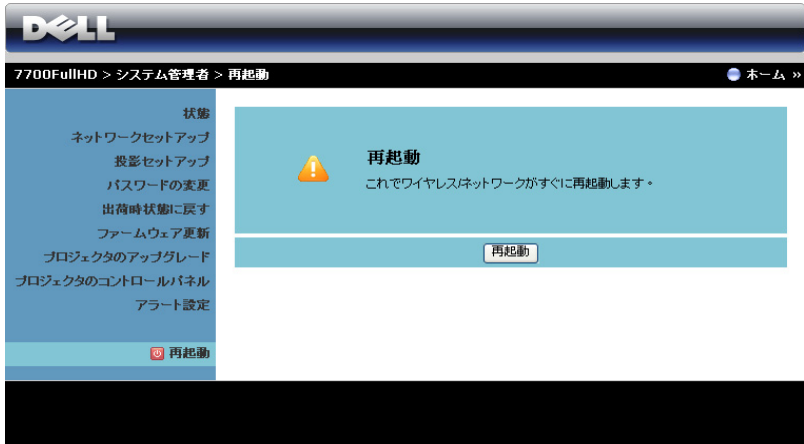 DELL
7700FullHD > システム管理者 > 再起動
ホーム »
状態
ネットワークセットアップ
投影セットアップ
パスワードの変更
出荷時状態に戻す
ファームウェア更新
プロジェクタのアップグレード
プロジェクタのコントロールパネル
アラート設定
再起動
再起動
これでワイヤレス/ネットワークがすぐに再起動します。
再起動